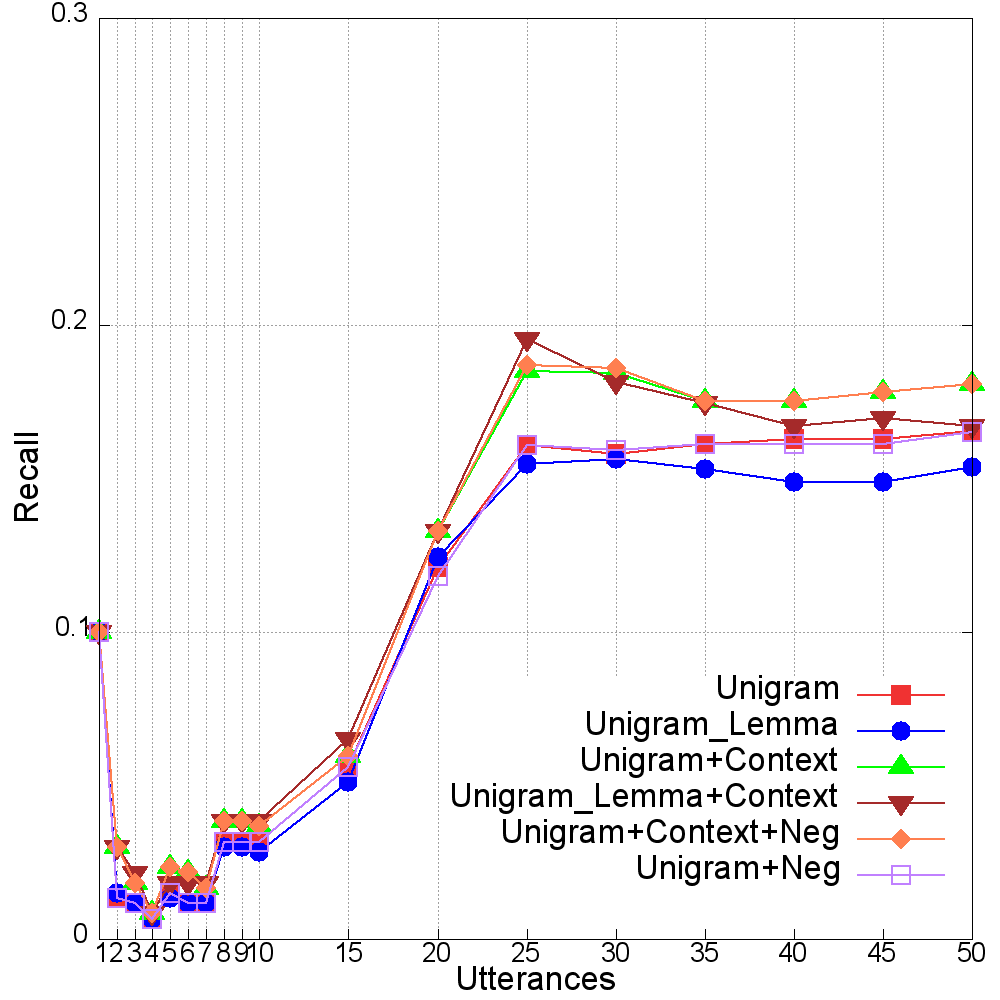 0.3
0.2
0.1
0
Recall
Unigram
Unigram_Lemma
Unigram+Context
Unigram_Lemma+Context
Unigram+Context+Neg
Unigram+Neg
1 2 3 4 5 6 7 8 9 10 15 20 25 30 35 40 45 50
Utterances